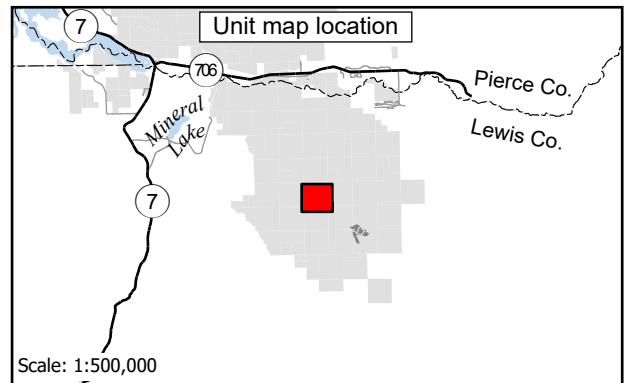 Unit map location
7
706
Pierce Co.
Mineral
Lake
Lewis Co.
7
Scale: 1:500,000